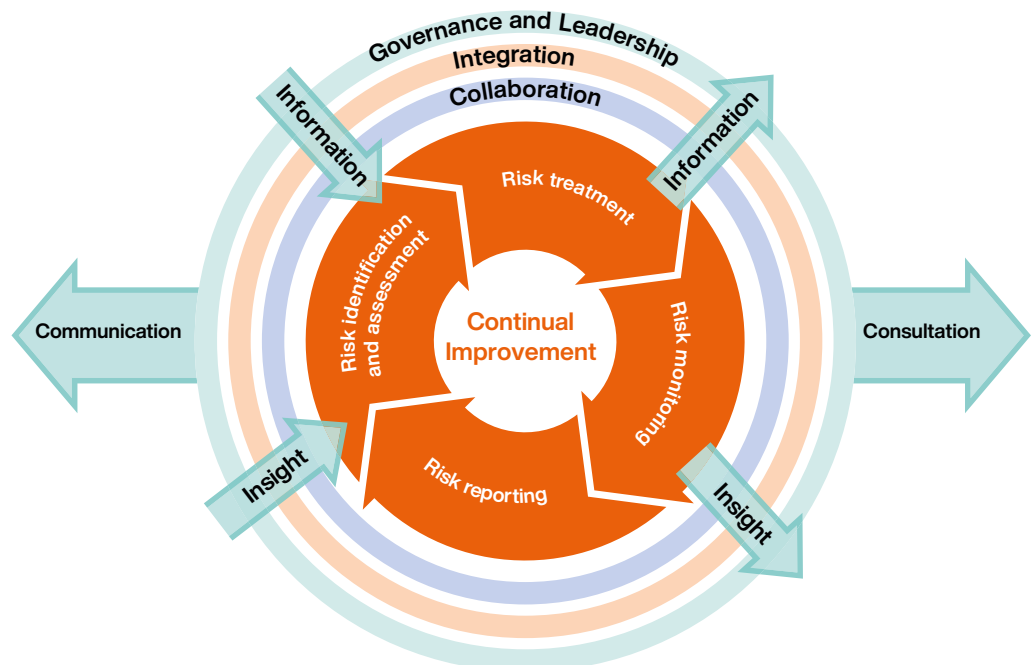 Governance and Leadership
Integration
Collaboration
Information
Information
Risk treatment
Risk identification
and assessment
Continual
Improvement
Risk monitoring
Communication
Consultation
Insight
Risk reporting
Insight